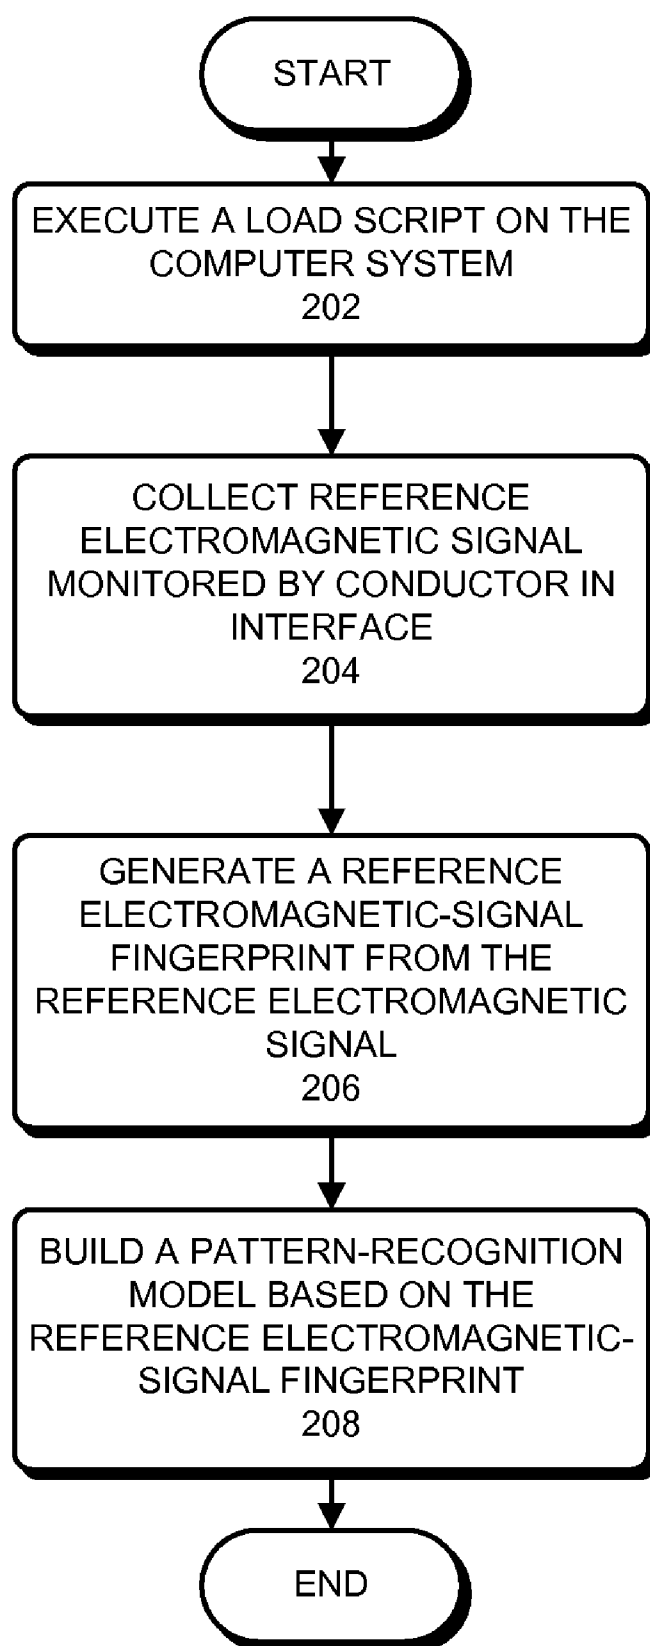 START
EXECUTE A LOAD SCRIPT ON THE
COMPUTER SYSTEM
202
COLLECT REFERENCE
ELECTROMAGNETIC SIGNAL
MONITORED BY CONDUCTOR IN
INTERFACE
204
GENERATE A REFERENCE
ELECTROMAGNETIC-SIGNAL
FINGERPRINT FROM THE
REFERENCE ELECTROMAGNETIC
SIGNAL
206
BUILD A PATTERN-RECOGNITION
MODEL BASED ON THE
REFERENCE ELECTROMAGNETIC-
SIGNAL FINGERPRINT
208
END